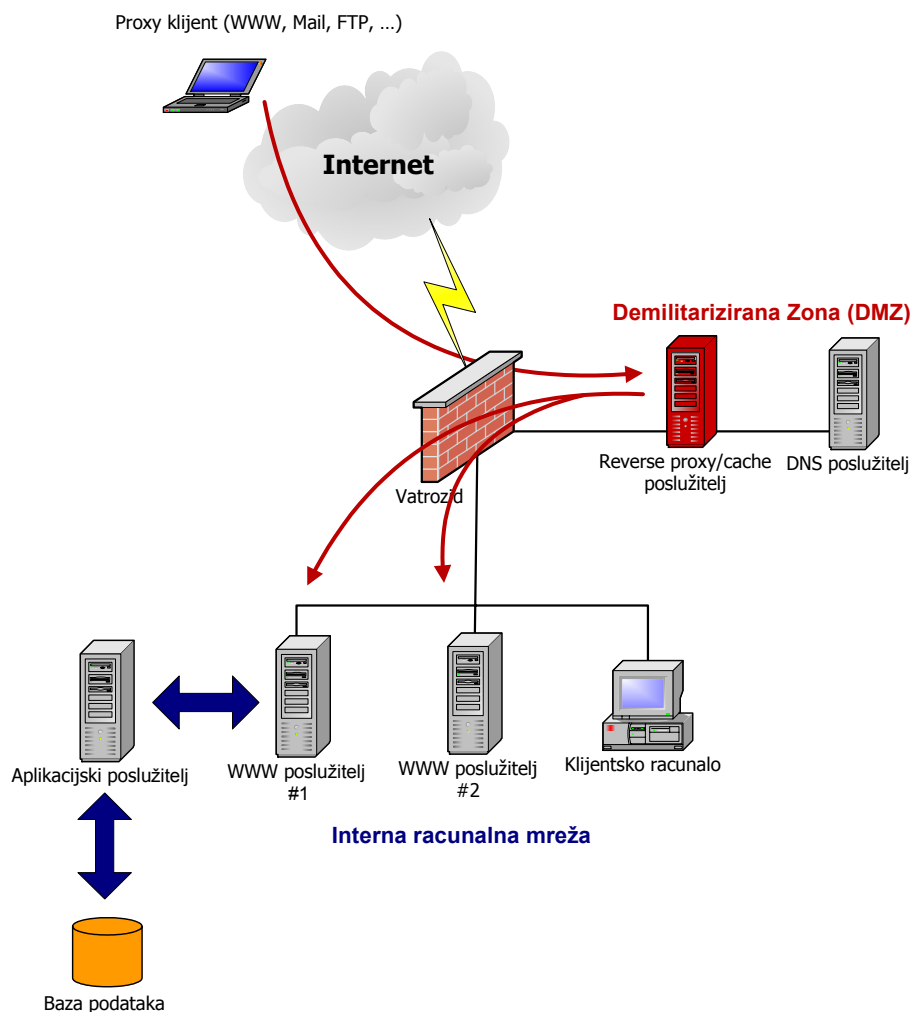 Proxy klijent (WWW, Mail, FTP, ...)
Internet
Demilitarizirana Zona (DMZ)
Reverse proxy/cache
poslužitelj
DNS poslužitelj
Vatrozid
Aplikacijski poslužitelj
WWW poslužitelj
#1
WWW poslužitelj
#2
Klijentsko racunalo
Interna racunalna mreža
Baza podataka